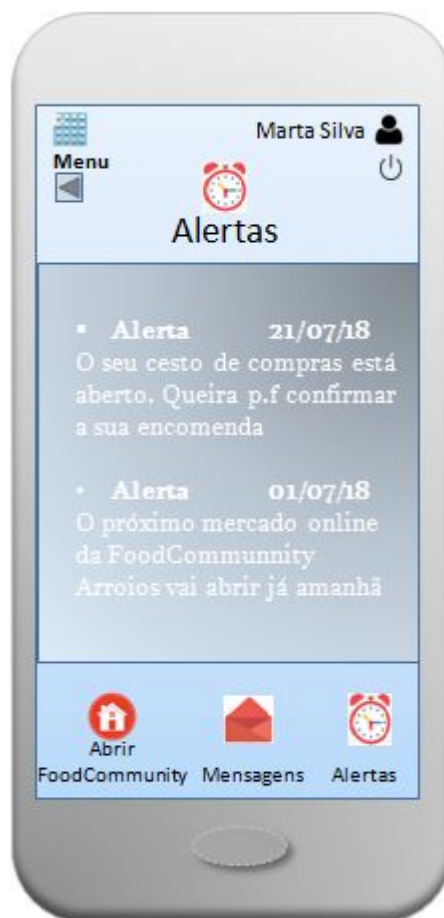 Marta Silva
Menu
Alertas
▪ Alerta 21/07/18
O seu cesto de compras está
aberto. Queira p.f confirmar
a sua encomenda
• Alerta 01/07/18
O próximo mercado online
da FoodCommunnity
Arroios vai abrir já amanhã
Abrir
FoodCommunity
Mensagens
Alertas